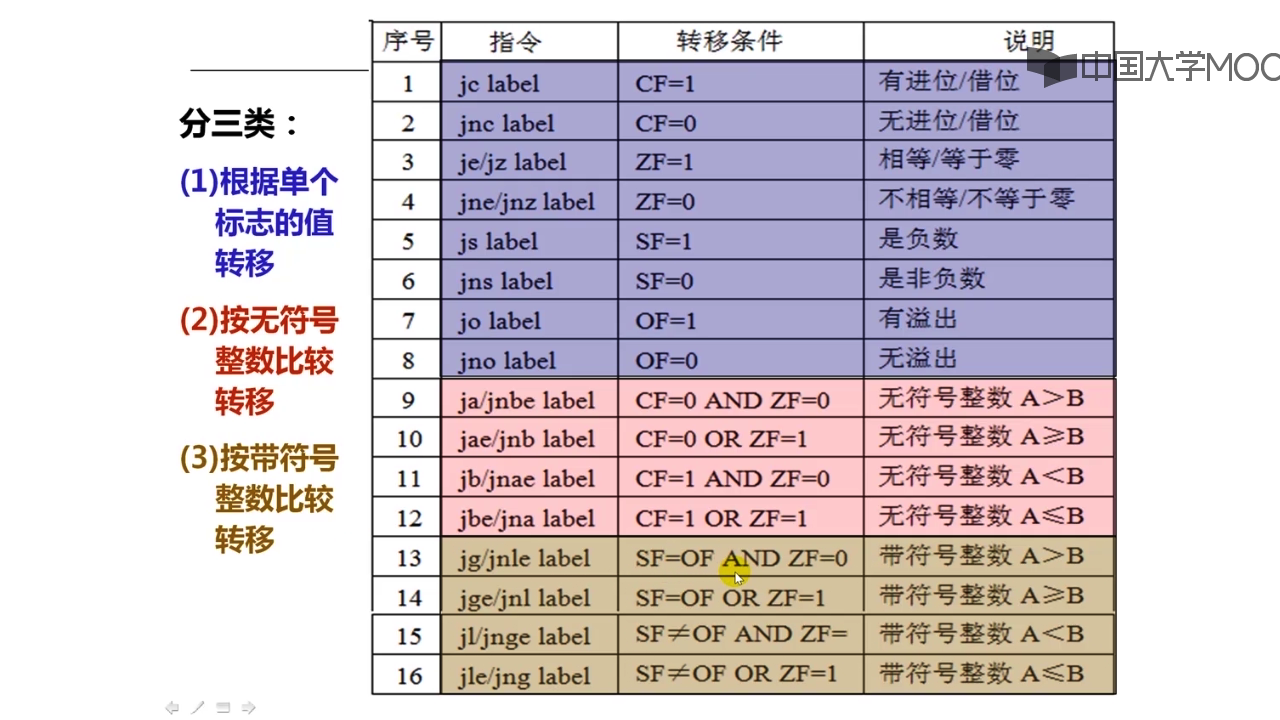 序号 指令 转移条件 说明
中国大学MOO
1 jc label CF=1 有进位/借位
2 jnc label CF=0 无进位/借位
3 je/jz label ZF=1 相等/等于零
4 jne/jnz label ZF=0 不相等/不等于零
5 js label SF=1 是负数
6 jns label SF=0 是非负数
7 jo label OF=1 有溢出
8 jno label OF=0 无溢出
9 ja/jnbe label CF=0 AND ZF=0 无符号整数 A>B
10 jae/jnb label CF=0 OR ZF=1 无符号整数 A≥B
11 jb/jnae label CF=1 AND ZF=0 无符号整数 A<B
12 jbe/jna label CF=1 OR ZF=1 无符号整数 A≤B
13 jg/jnle label SF=OF AND ZF=0 带符号整数 A>B
14 jge/jnl label SF=OF OR ZF=1 带符号整数 A≥B
15 jl/jnge label SF≠OF AND ZF= 带符号整数 A<B
16 jle/jng label SF≠OF OR ZF=1 带符号整数 A≤B
分三类：
(1)根据单个
标志的值
转移
(2)按无符号
整数比较
转移
(3)按带符号
整数比较
转移